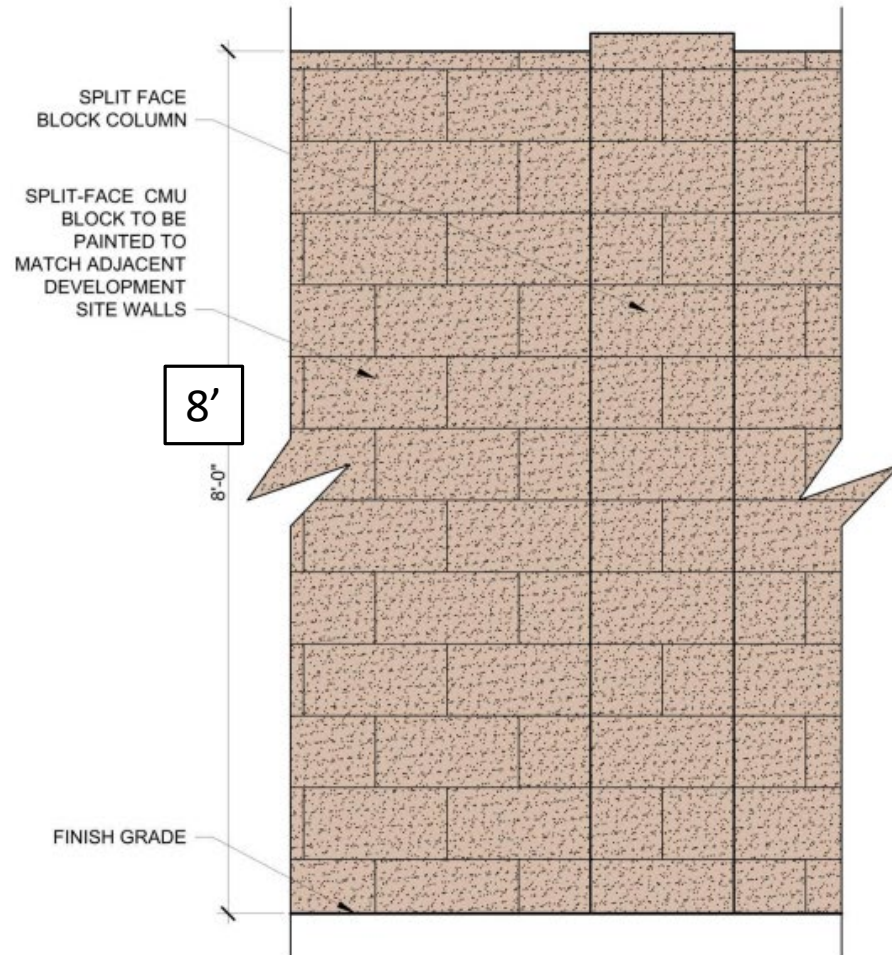 SPLIT FACE
BLOCK COLUMN
SPLIT-FACE CMU
BLOCK TO BE
PAINTED TO
MATCH ADJACENT
DEVELOPMENT
SITE WALLS
8’
8'-0"
FINISH GRADE